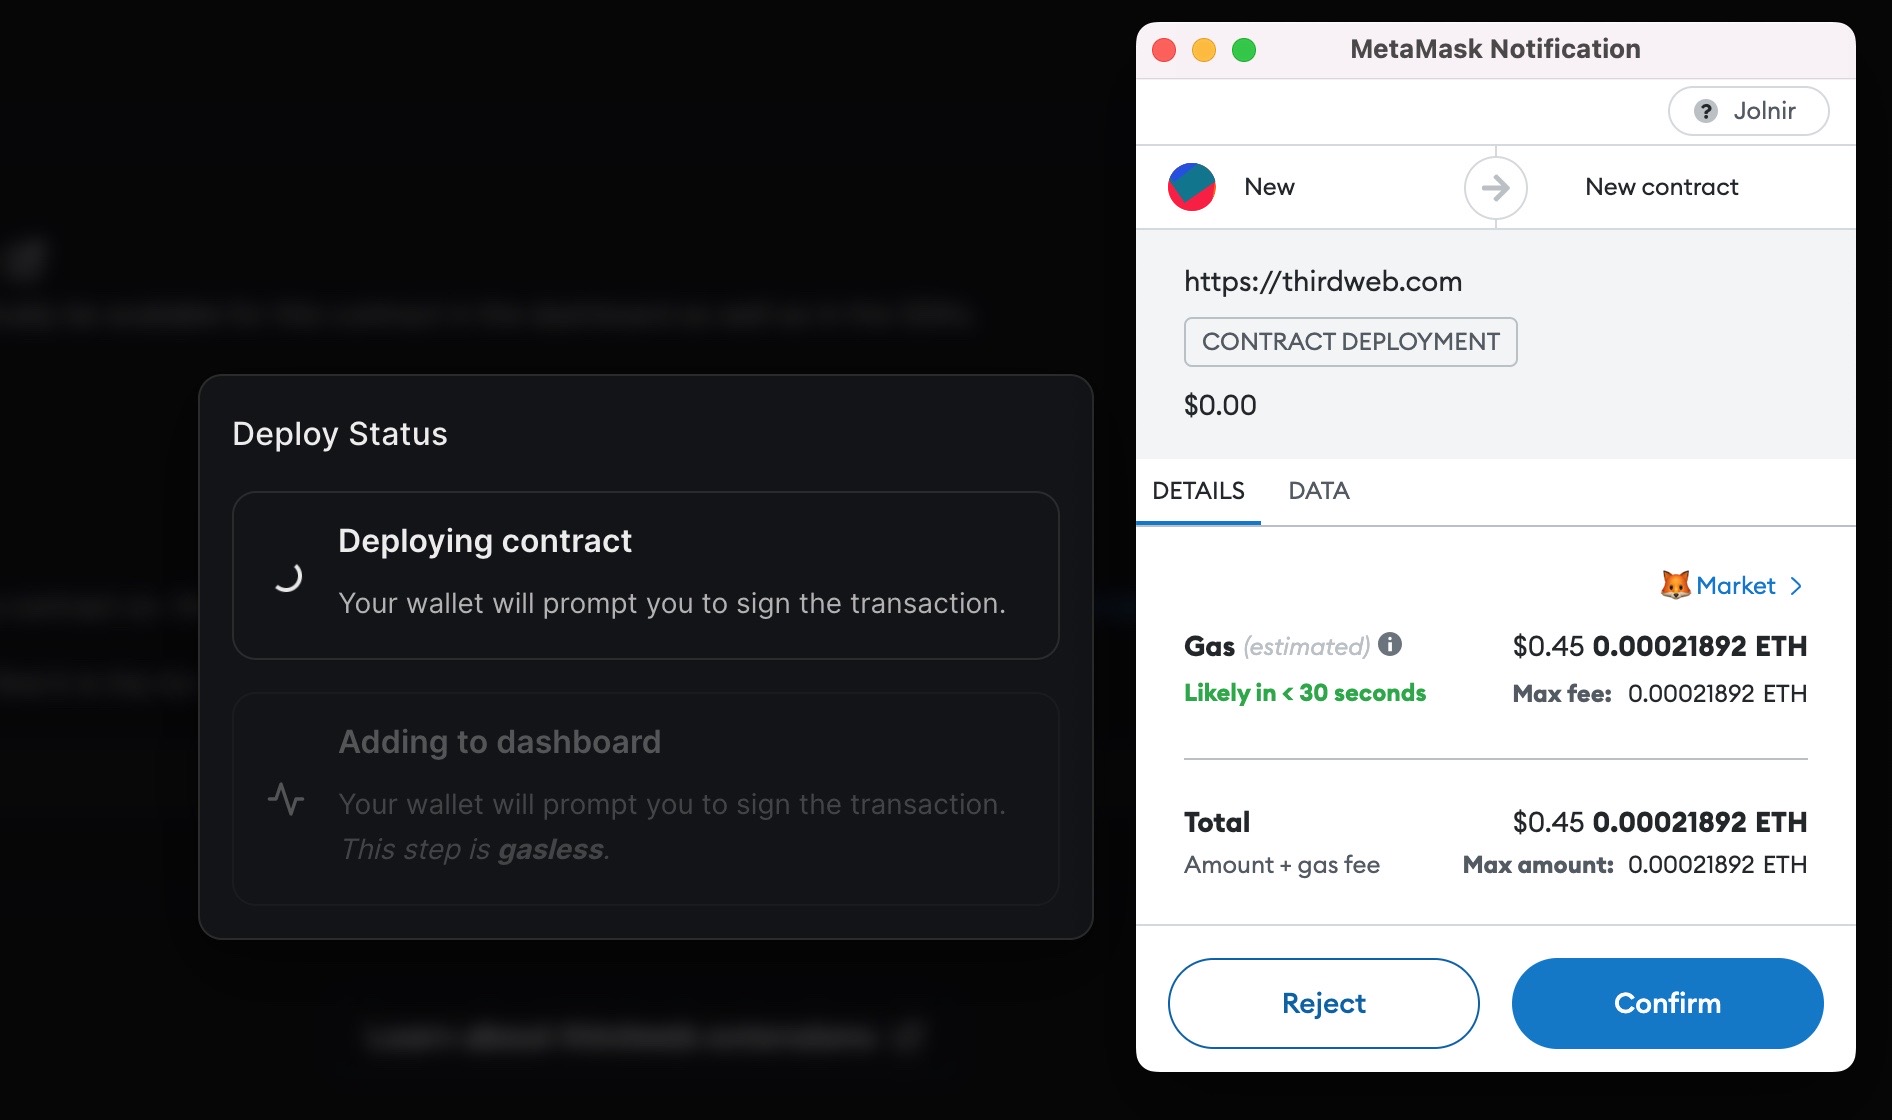 Deploy Status
Deploying contract
Your wallet will prompt you to sign the transaction.
Adding to dashboard
Your wallet will prompt you to sign the transaction.
This step is gasless.
MetaMask Notification
? Jolnir
New
New contract
https://thirdweb.com
CONTRACT DEPLOYMENT
$0.00
DETAILS DATA
Market >
Gas (estimated) $0.45 0.00021892 ETH
Likely in < 30 seconds Max fee: 0.00021892 ETH
Total $0.45 0.00021892 ETH
Amount + gas fee Max amount: 0.00021892 ETH
Reject Confirm